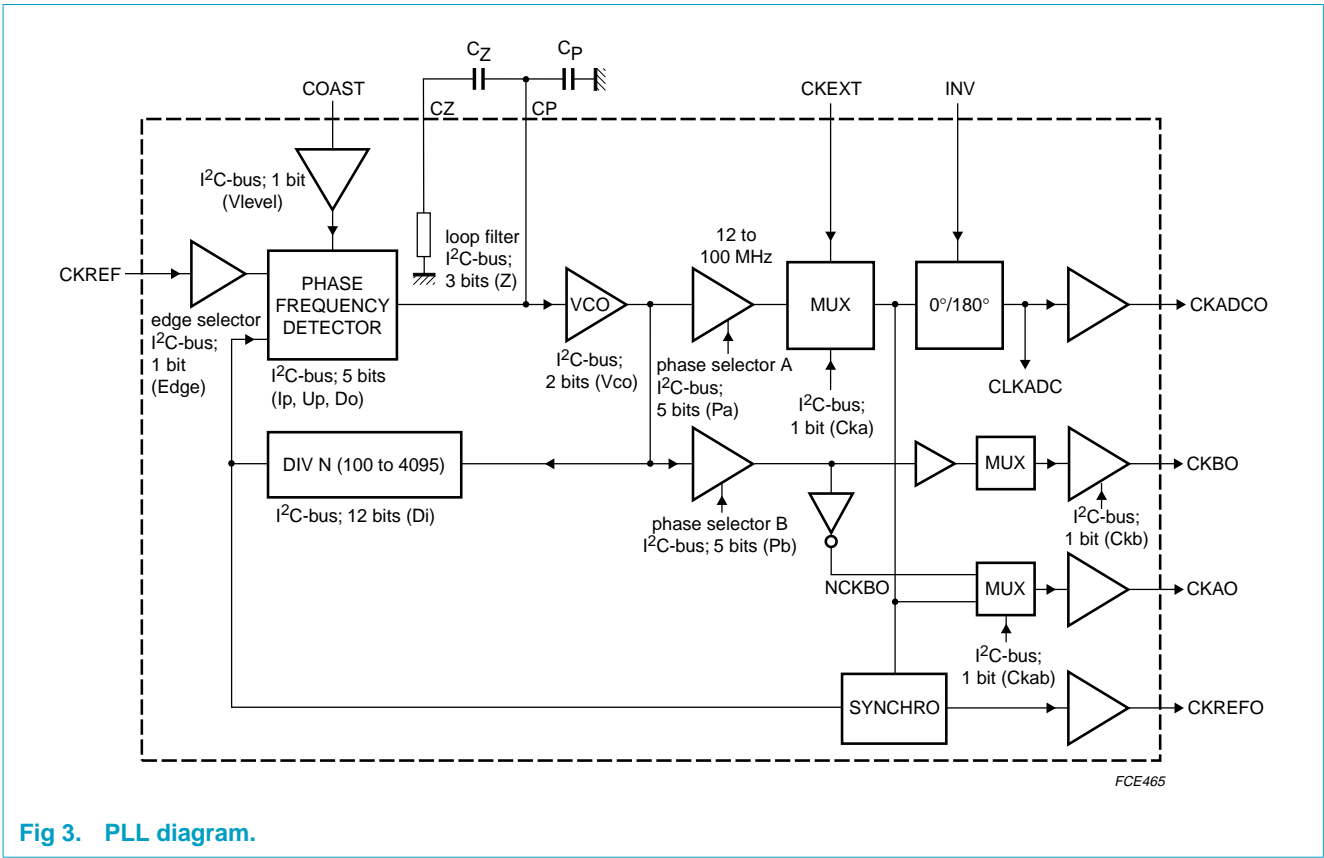 CZ
CP
COAST
CKEXT
INV
CZ
CP
I2C-bus; 1 bit
(Vlevel)
loop filter
I2C-bus;
3 bits (Z)
12 to
100 MHz
CKREF
PHASE
FREQUENCY
DETECTOR
VCO
MUX
0°/180°
CKADCO
edge selector
I2C-bus;
1 bit
(Edge)
I2C-bus; 5 bits
(Ip, Up, Do)
I2C-bus;
2 bits (Vco)
phase selector A
I2C-bus;
5 bits (Pa)
I2C-bus;
1 bit (Cka)
CLKADC
DIV N (100 to 4095)
I2C-bus; 12 bits (Di)
phase selector B
I2C-bus; 5 bits (Pb)
MUX
CKBO
I2C-bus;
1 bit (Ckb)
NCKBO
MUX
CKAO
I2C-bus;
1 bit (Ckab)
SYNCHRO
CKREFO
FCE465
Fig 3. PLL diagram.